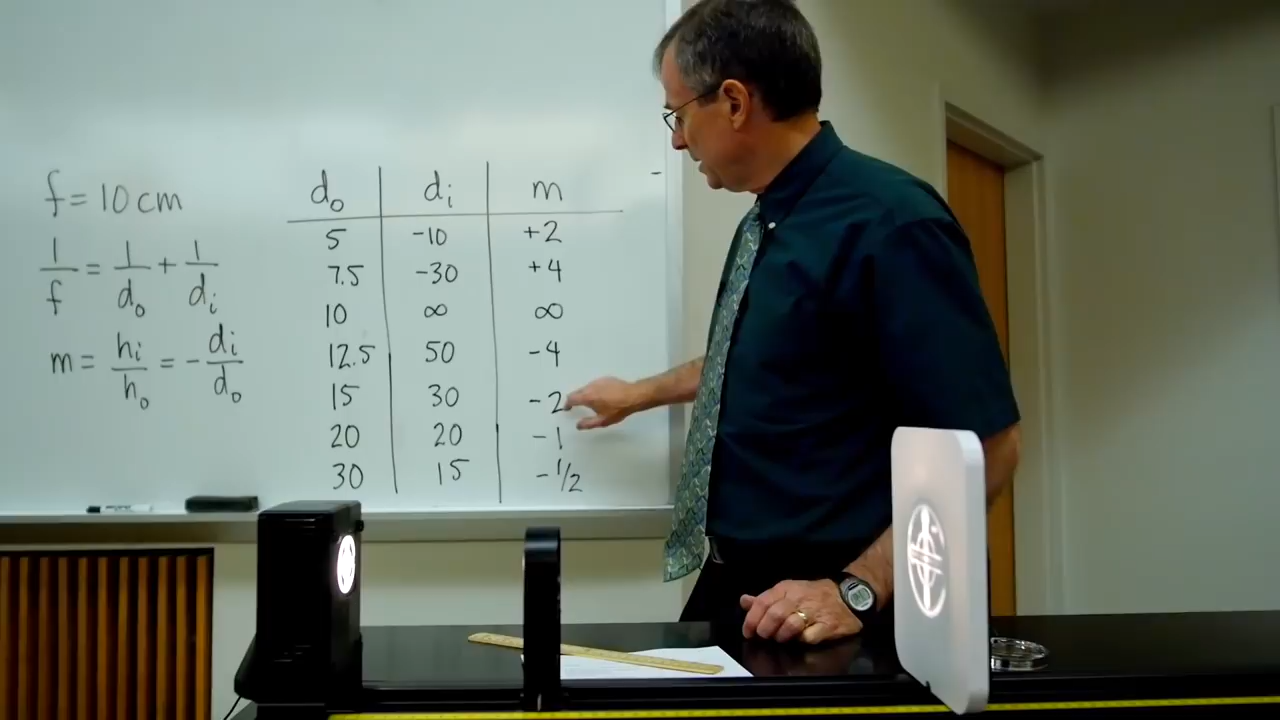 f = 10 cm
1/f = 1/d₀ + 1/dᵢ
m = hᵢ/h₀ = - dᵢ/d₀
d₀ dᵢ m
5 -10 +2
7.5 -30 +4
10 ∞ ∞
12.5 50 -4
15 30 -2
20 20 -1
30 15 -1/2